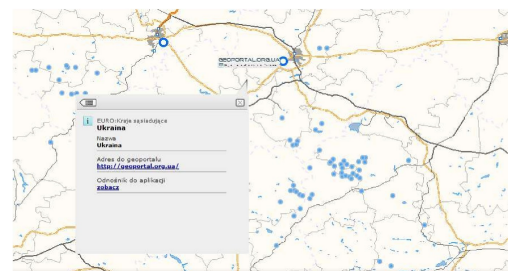 GEOPORTAL.ORG.UA
EURO:Kraje sąsiadujące
Ukraina
Nazwa
Ukraina
Adres do geoportalu
http://geoportal.org.ua/
Odnośnik do aplikacji
zobacz